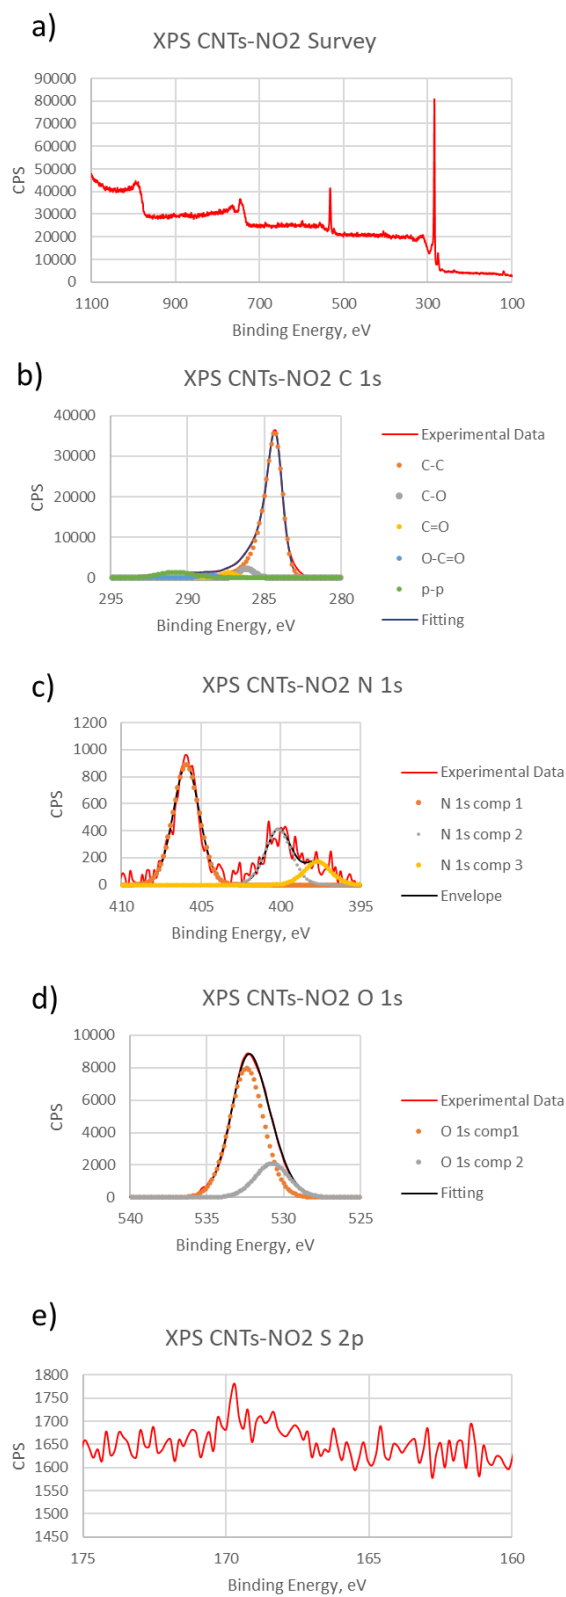 a)
XPS CNTs-NO2 Survey
90000
80000
70000
60000
50000
40000
30000
20000
10000
0
CPS
1100 900 700 500 300 100
Binding Energy, eV
b)
XPS CNTs-NO2 C 1s
40000
30000
20000
10000
0
CPS
295 290 284 280
Binding Energy, eV
Experimental Data
C-C
C-O
C=O
O-C=O
p-p
Fitting
c)
XPS CNTs-NO2 N 1s
1200
1000
800
600
400
200
0
CPS
410 405 400 395
Binding Energy, eV
Experimental Data
N 1s comp 1
N 1s comp 2
N 1s comp 3
Envelope
d)
XPS CNTs-NO2 O 1s
10000
8000
6000
4000
2000
0
CPS
540 535 530 525
Binding Energy, eV
Experimental Data
O 1s comp1
O 1s comp 2
Fitting
e)
XPS CNTs-NO2 S 2p
1800
1750
1700
1650
1600
1550
1500
1450
CPS
175 170 165 160
Binding Energy, eV